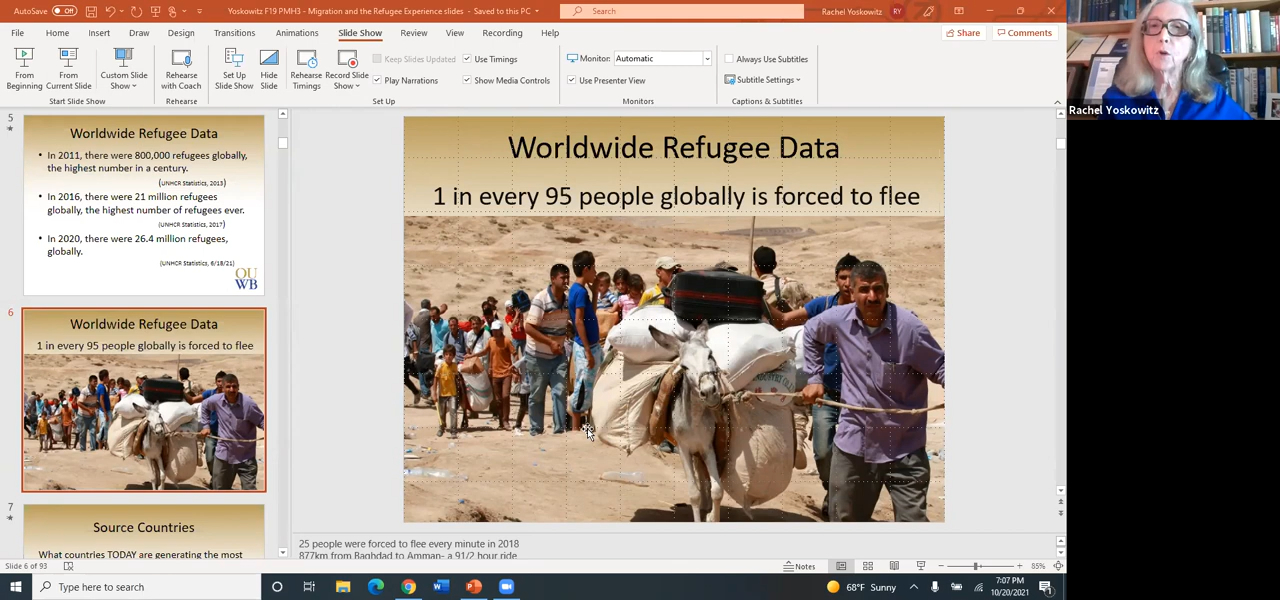 AutoSave Off Yoskowitz F19 PMH3 - Migration and the Refugee Experience slides - Saved to this PC Search Rachel Yoskowitz RY
File Home Insert Draw Design Transitions Animations Slide Show Review View Recording Help Share Comments
From Beginning
From Current Slide
Custom Slide Show
Start Slide Show
Rehearse with Coach
Rehearse
Set Up Slide Show
Hide Slide
Rehearse Timings
Record Slide Show
Keep Slides Updated
Play Narrations
Use Timings
Show Media Controls
Set Up
Monitor: Automatic
Use Presenter View
Monitors
Always Use Subtitles
Subtitle Settings
Captions & Subtitles
Rachel Yoskowitz
5
Worldwide Refugee Data
• In 2011, there were 800,000 refugees globally,
the highest number in a century.
(UNHCR Statistics, 2013)
• In 2016, there were 21 million refugees
globally, the highest number of refugees ever.
(UNHCR Statistics, 2017)
• In 2020, there were 26.4 million refugees,
globally.
(UNHCR Statistics, 6/18/21)
OU
WB
6
Worldwide Refugee Data
1 in every 95 people globally is forced to flee
7
Source Countries
What countries TODAY are generating the most
Worldwide Refugee Data
1 in every 95 people globally is forced to flee
25 people were forced to flee every minute in 2018
877km from Baghdad to Amman- a 91/2 hour ride
Slide 6 of 93 Notes 85%
Type here to search 68°F Sunny 7:07 PM
10/20/2021